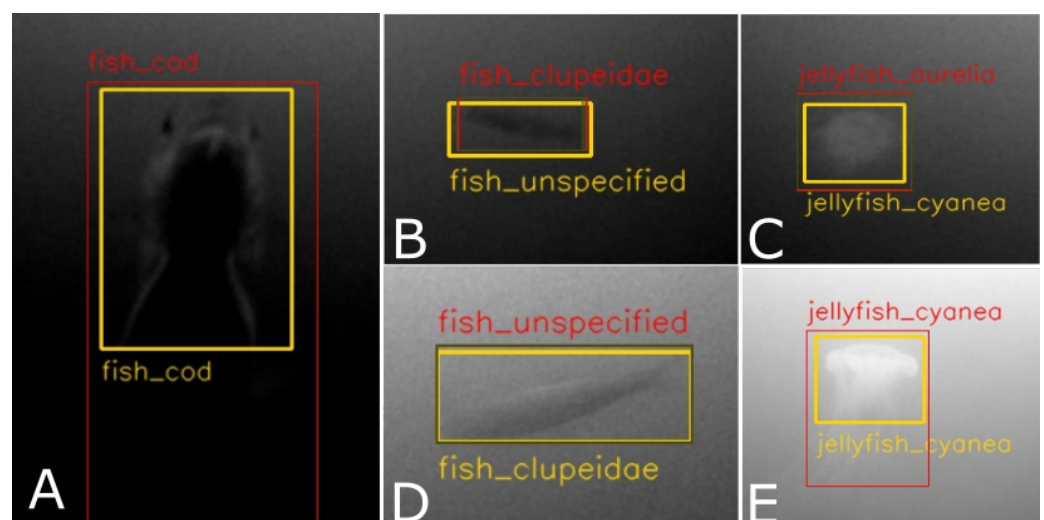 fish_cod
fish_cod
A
fish_clupeidae
fish_unspecified
B
jellyfish_aurelia
jellyfish_cyanea
C
fish_unspecified
fish_clupeidae
D
jellyfish_cyanea
jellyfish_cyanea
E